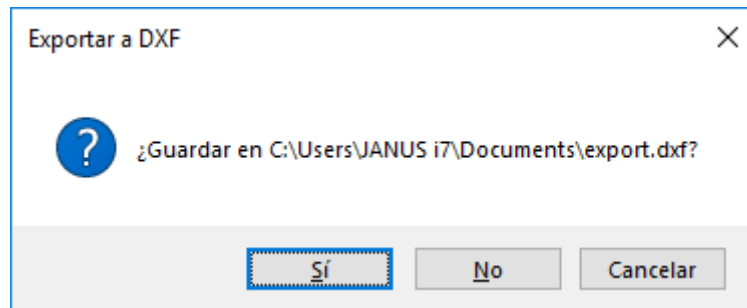 Exportar a DXF
¿Guardar en C:\Users\JANUS i7\Documents\export.dxf?
Sí No Cancelar